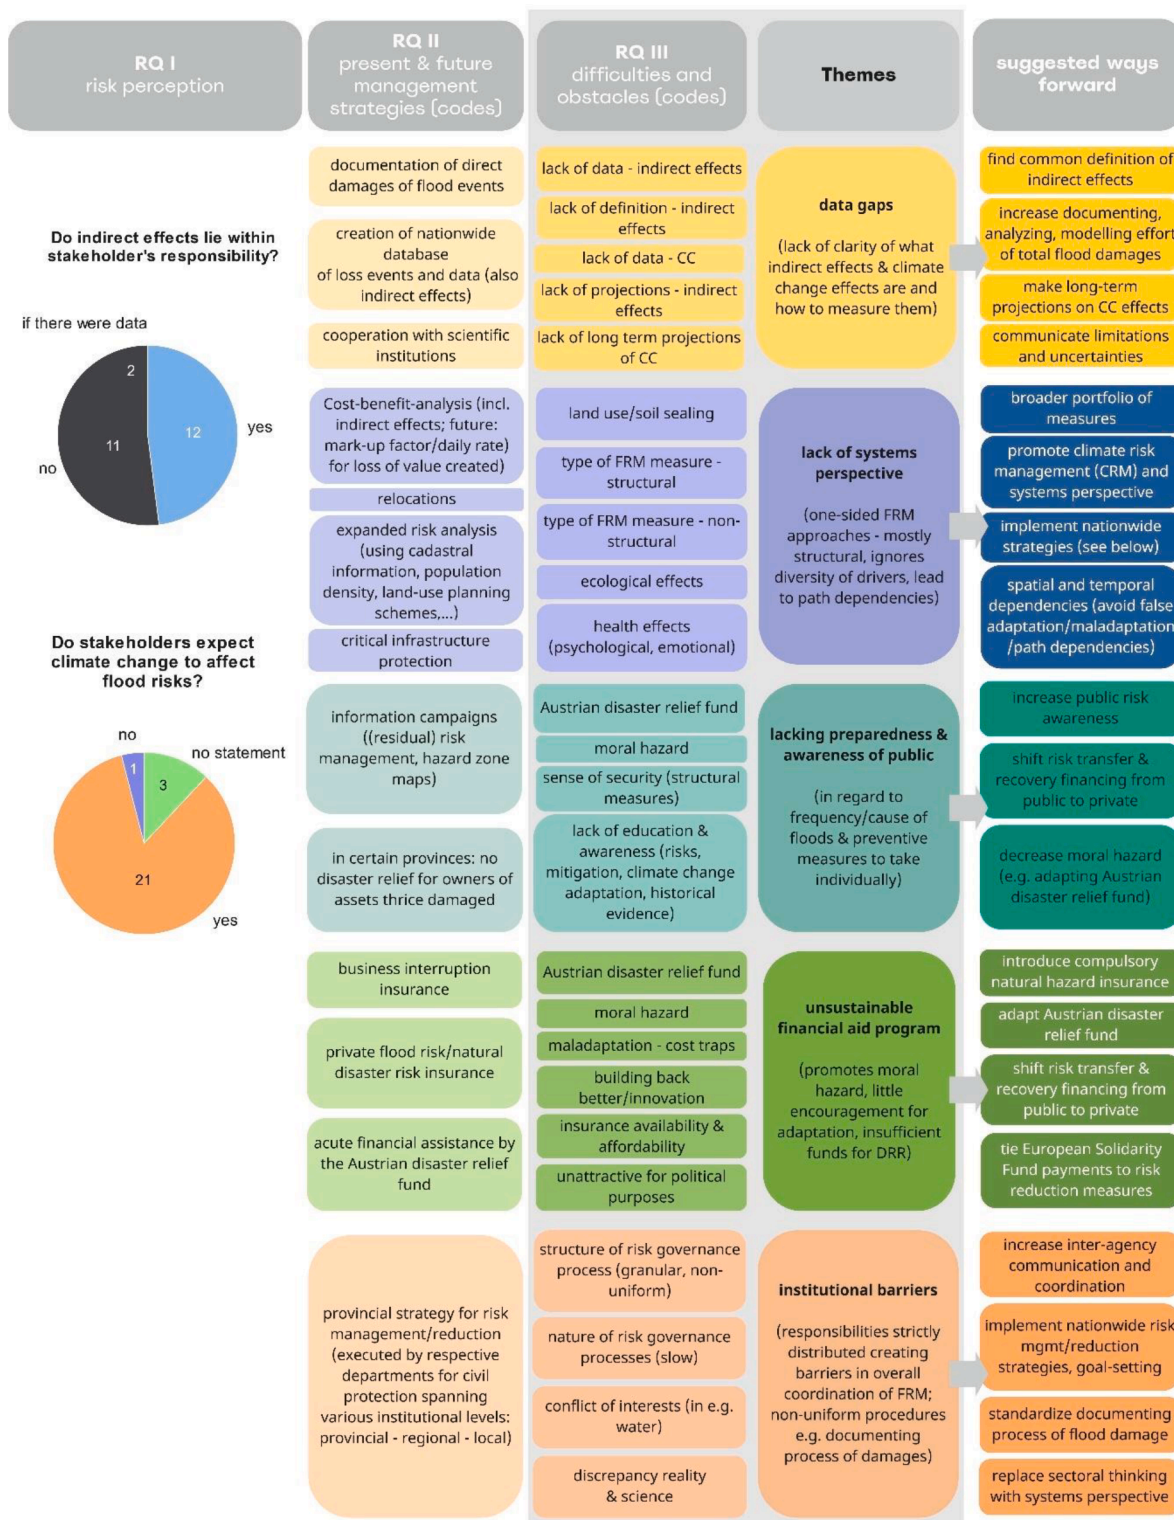 RQ I
risk perception
RQ II
present & future
management
strategies (codes)
RQ III
difficulties and
obstacles (codes)
Themes
suggested ways
forward
Do indirect effects lie within
stakeholder's responsibility?
if there were data
2
12
yes
11
no
Do stakeholders expect
climate change to affect
flood risks?
no
no statement
1
3
21
yes
documentation of direct
damages of flood events
creation of nationwide
database
of loss events and data (also
indirect effects)
cooperation with scientific
institutions
lack of data - indirect effects
lack of definition - indirect
effects
lack of data - CC
lack of projections - indirect
effects
lack of long term projections
of CC
data gaps
(lack of clarity of what
indirect effects & climate
change effects are and
how to measure them)
find common definition of
indirect effects
increase documenting,
analyzing, modelling effort
of total flood damages
make long-term
projections on CC effects
communicate limitations
and uncertainties
Cost-benefit-analysis (incl.
indirect effects; future:
mark-up factor/daily rate)
for loss of value created)
relocations
expanded risk analysis
(using cadastral
information, population
density, land-use planning
schemes,...)
critical infrastructure
protection
land use/soil sealing
type of FRM measure -
structural
type of FRM measure - non-
structural
ecological effects
health effects
(psychological, emotional)
lack of systems
perspective
(one-sided FRM
approaches - mostly
structural, ignores
diversity of drivers, lead
to path dependencies)
broader portfolio of
measures
promote climate risk
management (CRM) and
systems perspective
implement nationwide
strategies (see below)
spatial and temporal
dependencies (avoid false
adaptation/maladaptation
/path dependencies)
information campaigns
((residual) risk
management, hazard zone
maps)
in certain provinces: no
disaster relief for owners of
assets thrice damaged
Austrian disaster relief fund
moral hazard
sense of security (structural
measures)
lack of education &
awareness (risks,
mitigation, climate change
adaptation, historical
evidence)
lacking preparedness &
awareness of public
(in regard to
frequency/cause of
floods & preventive
measures to take
individually)
increase public risk
awareness
shift risk transfer &
recovery financing from
public to private
decrease moral hazard
(e.g. adapting Austrian
disaster relief fund)
business interruption
insurance
private flood risk/natural
disaster risk insurance
acute financial assistance by
the Austrian disaster relief
fund
Austrian disaster relief fund
moral hazard
maladaptation - cost traps
building back
better/innovation
insurance availability &
affordability
unattractive for political
purposes
unsustainable
financial aid program
(promotes moral
hazard, little
encouragement for
adaptation, insufficient
funds for DRR)
introduce compulsory
natural hazard insurance
adapt Austrian disaster
relief fund
shift risk transfer &
recovery financing from
public to private
tie European Solidarity
Fund payments to risk
reduction measures
provincial strategy for risk
management/reduction
(executed by respective
departments for civil
protection spanning
various institutional levels:
provincial - regional - local)
structure of risk governance
process (granular, non-
uniform)
nature of risk governance
processes (slow)
conflict of interests (in e.g.
water)
discrepancy reality
& science
institutional barriers
(responsibilities strictly
distributed creating
barriers in overall
coordination of FRM;
non-uniform procedures
e.g. documenting
process of damages)
increase inter-agency
communication and
coordination
implement nationwide risk
mgmt/reduction
strategies, goal-setting
standardize documenting
process of flood damage
replace sectoral thinking
with systems perspective